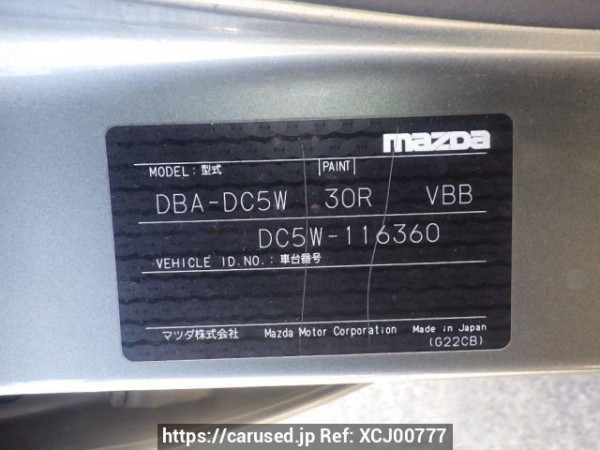 mazda
MODEL: 型式 PAINT
DBA-DC5W 30R VBB
DC5W-116360
VEHICLE ID.NO.: 車台番号
マツダ株式会社 Mazda Motor Corporation Made in Japan
(G22CB)
https://carused.jp Ref: XCJ00777